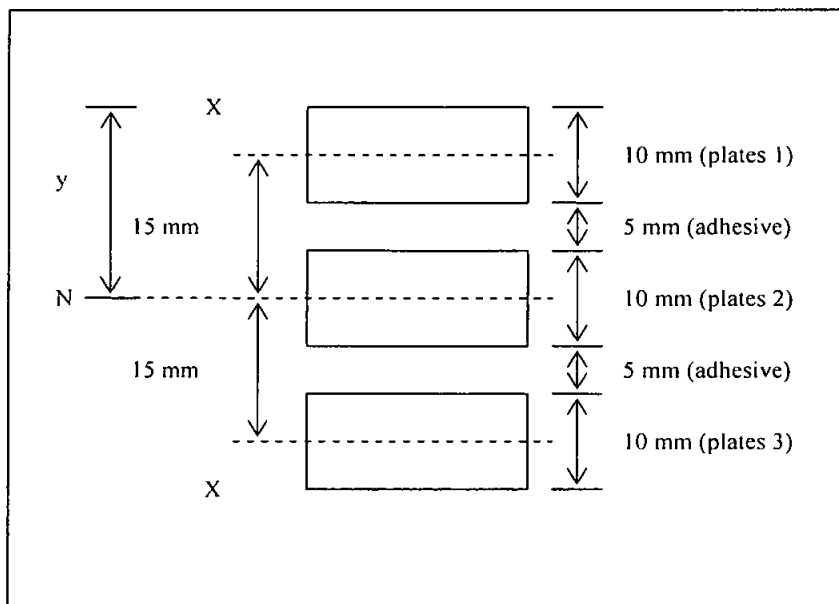 X
10 mm (plates 1)
y
15 mm
5 mm (adhesive)
N
10 mm (plates 2)
15 mm
5 mm (adhesive)
10 mm (plates 3)
X